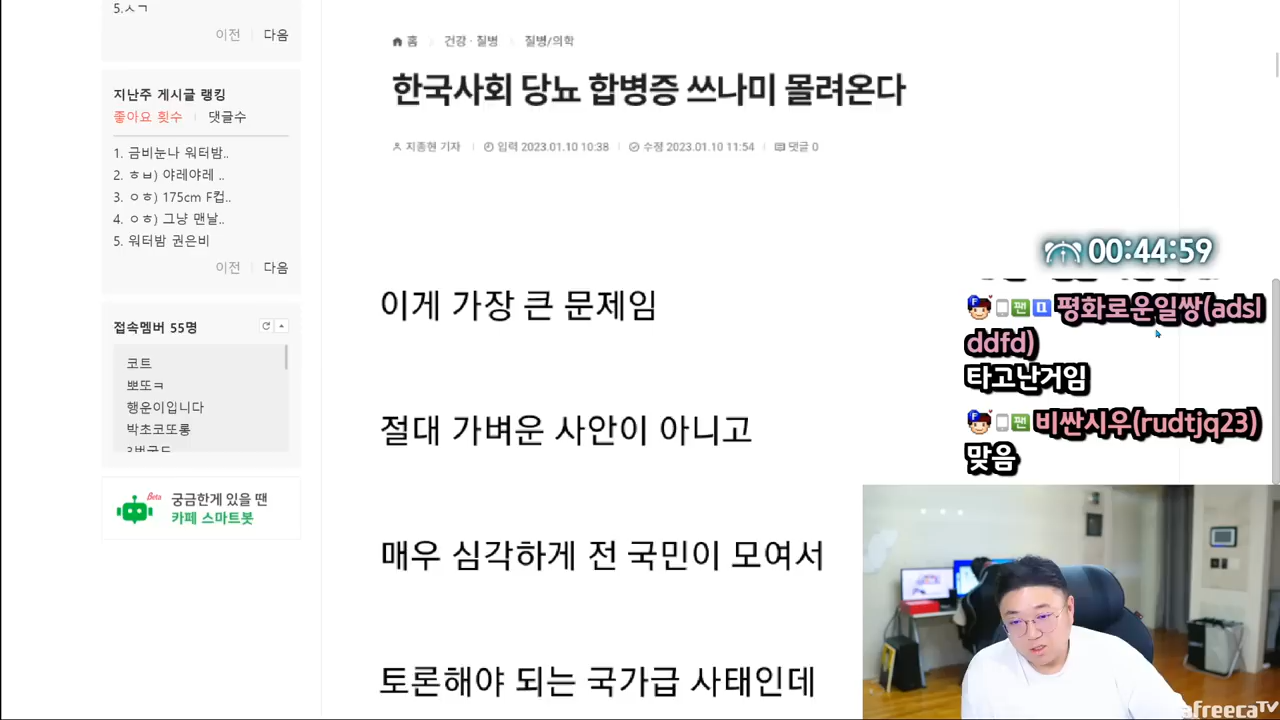 5.ㅅㄱ
이전 다음
지난주 게시글 랭킹
좋아요 횟수 댓글수
1. 금비눈나 워터밤..
2. ㅎㅂ) 야레야레 ..
3. ㅇㅎ) 175cm F컵..
4. ㅇㅎ) 그냥 맨날..
5. 워터밤 권은비
이전 다음
접속멤버 55명
코트
뽀또ㅋ
행운이입니다
박초코또롱
Beta 궁금한게 있을 땐
카페 스마트봇
홈 건강·질병 질병/의학
한국사회 당뇨 합병증 쓰나미 몰려온다
지종현 기자 입력 2023.01.10 10:38 수정 2023.01.10 11:54 댓글 0
이게 가장 큰 문제임
절대 가벼운 사안이 아니고
매우 심각하게 전 국민이 모여서
토론해야 되는 국가급 사태인데
00:44:59
팬 평화로운일쌍(adsl
ddfd)
타고난거임
팬 비싼시우(rudtjq23)
맞음
afreecaTV